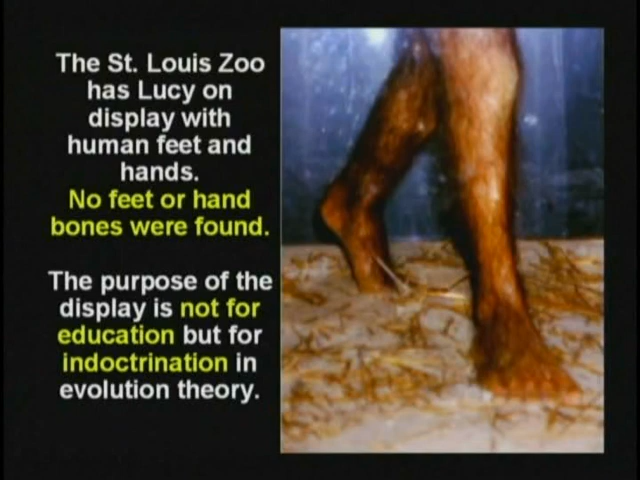 The St. Louis Zoo
has Lucy on
display with
human feet and
hands.
No feet or hand
bones were found.
The purpose of the
display is not for
education but for
indoctrination in
evolution theory.